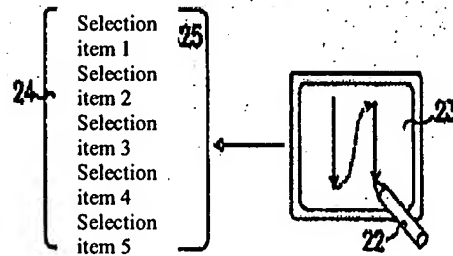 Selection 25
item 1
Selection
24 item 2
Selection
item 3
Selection
item 4
Selection
item 5
23
22